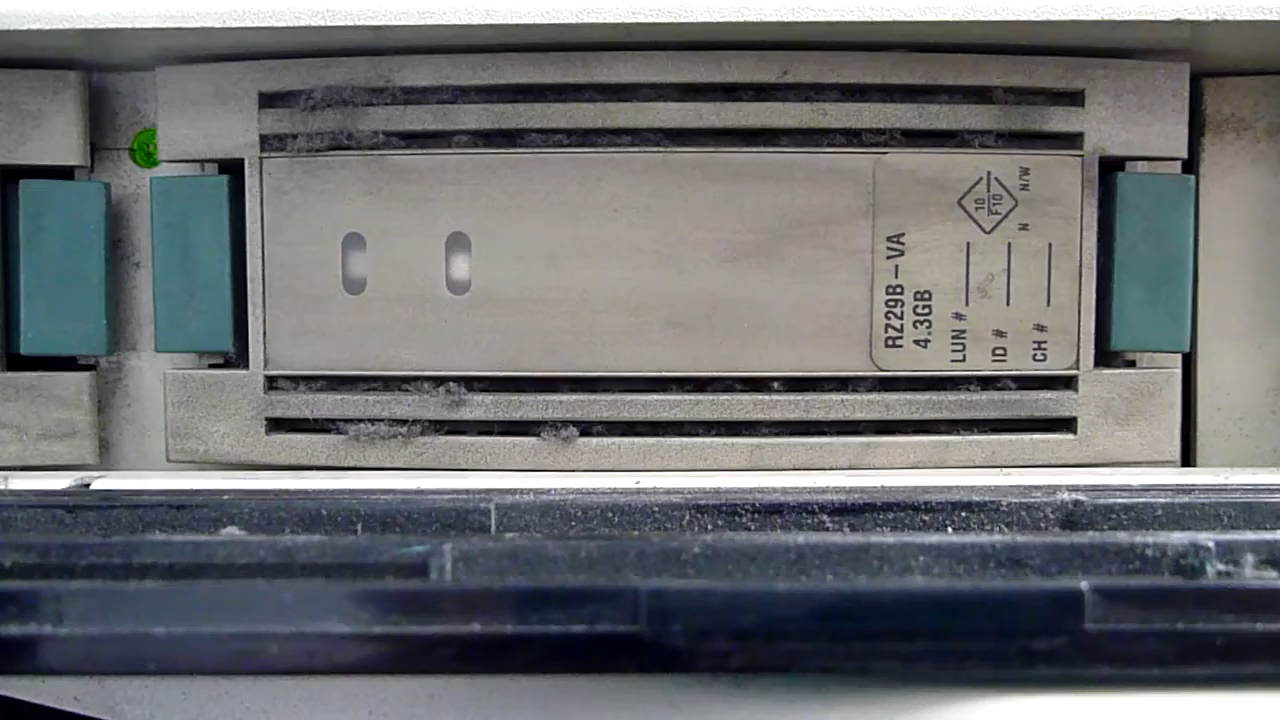 RZ29B–VA
4.3GB
LUN #
ID #
CH #
10
F10
N
N/W